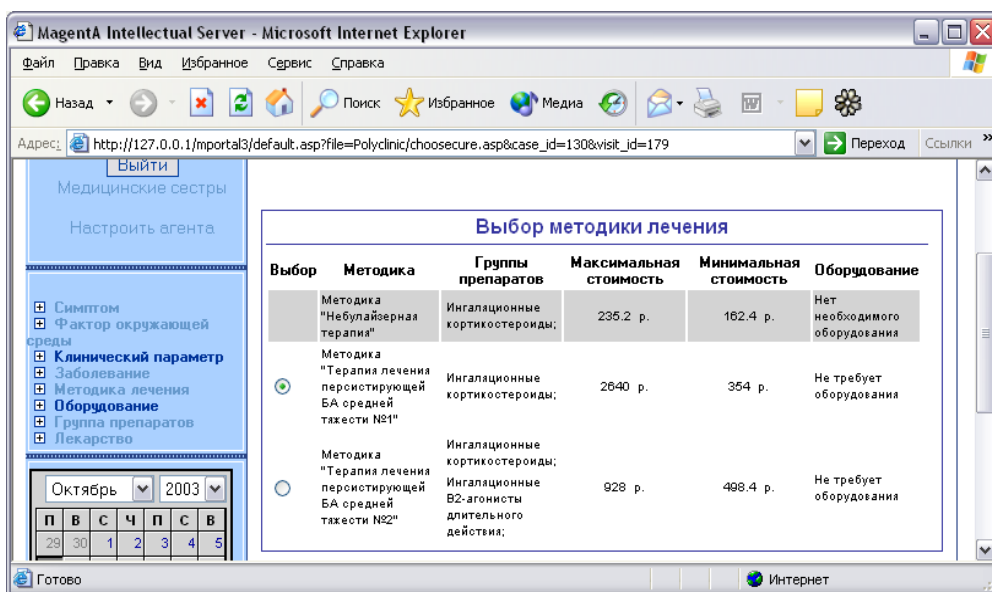 MagentA Intellectual Server - Microsoft Internet Explorer
Файл Правка Вид Избранное Сервис Справка
Назад Поиск Избранное Медиа
Адрес: http://127.0.0.1/mportal3/default.asp?file=Polyclinic/choosecure.asp&case_id=130&visit_id=179 Переход Ссылки »
Выйти
Медицинские сестры
Настроить агента
Симптом
Фактор окружающей
среды
Клинический параметр
Заболевание
Методика лечения
Оборудование
Группа препаратов
Лекарство
Октябрь 2003
П В С Ч П С В
29 30 1 2 3 4 5
Выбор методики лечения
Выбор Методика Группы препаратов Максимальная стоимость Минимальная стоимость Оборудование
Методика
"Небулайзерная
терапия"
Ингаляционные
кортикостероиды;
235.2 р.
162.4 р.
Нет
необходимого
оборудования
Методика
"Терапия лечения
персистирующей
БА средней
тяжести №1"
Ингаляционные
кортикостероиды;
2640 р.
354 р.
Не требует
оборудования
Методика
"Терапия лечения
персистирующей
БА средней
тяжести №2"
Ингаляционные
кортикостероиды;
Ингаляционные
В2-агонисты
длительного
действия;
928 р.
498.4 р.
Не требует
оборудования
Готово
Интернет